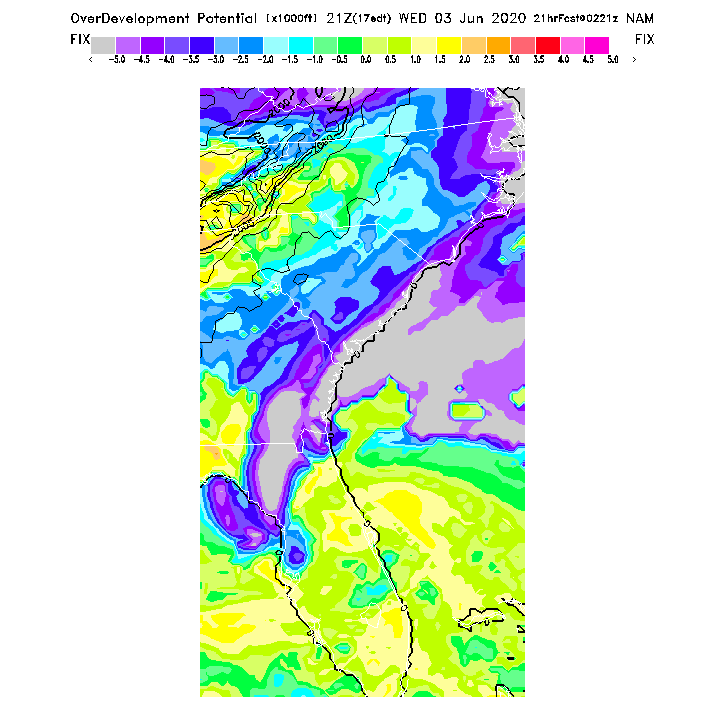 OverDevelopment Potential [x1000ft] 21Z(17edt) WED 03 Jun 2020 21hrFcst@0221z NAM
FIX FIX
< -5.0 -4.5 -4.0 -3.5 -3.0 -2.5 -2.0 -1.5 -1.0 -0.5 0.0 0.5 1.0 1.5 2.0 2.5 3.0 3.5 4.0 4.5 5.0 >